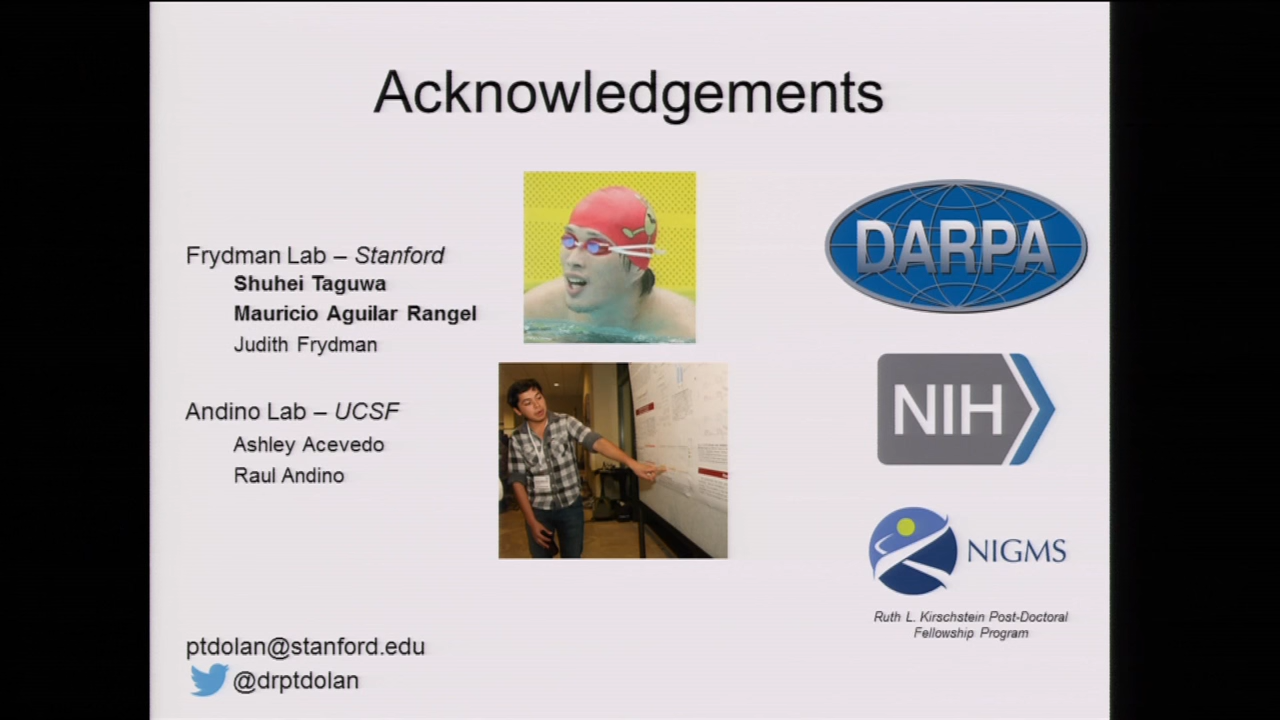 Acknowledgements
Frydman Lab – Stanford
Shuhei Taguwa
Mauricio Aguilar Rangel
Judith Frydman
Andino Lab – UCSF
Ashley Acevedo
Raul Andino
ptdolan@stanford.edu
@drptdolan
DARPA
NIH
NIGMS
Ruth L. Kirschstein Post-Doctoral
Fellowship Program